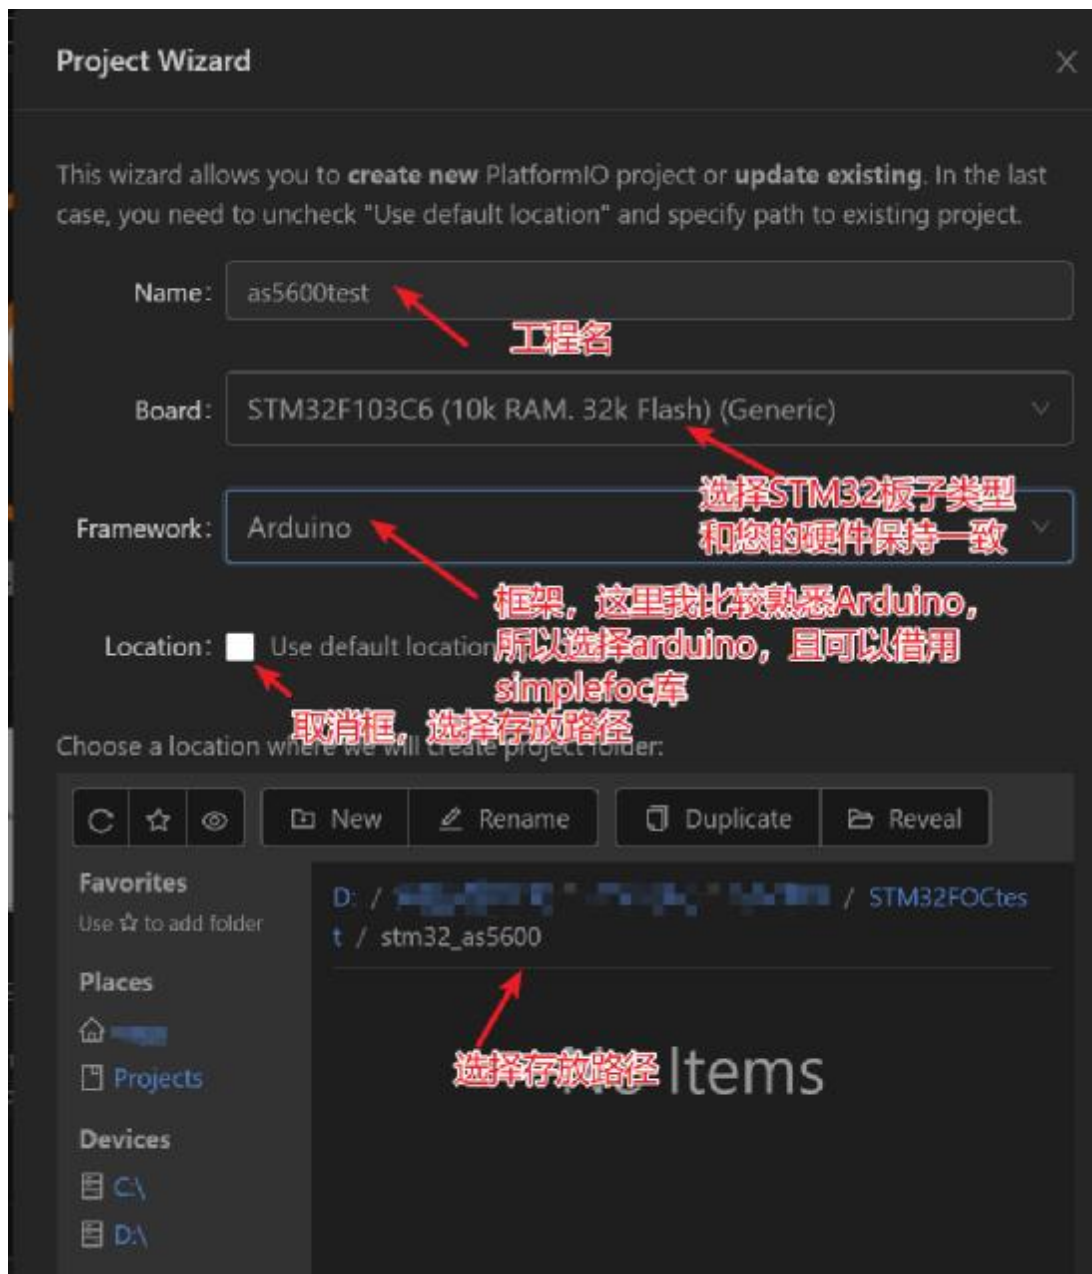 Project Wizard
This wizard allows you to create new PlatformIO project or update existing. In the last
case, you need to uncheck "Use default location" and specify path to existing project.
Name:
as5600test
工程名
Board:
STM32F103C6 (10k RAM. 32k Flash) (Generic)
选择STM32板子类型
和您的硬件保持一致
Framework:
Arduino
框架，这里我比较熟悉Arduino，
所以选择arduino，且可以借用
simplefoc库
Location:
Use default location
取消框，选择存放路径
Choose a location where we will create project folder:
New
Rename
Duplicate
Reveal
Favorites
Use ☆ to add folder
D: / / STM32FOCtes
t / stm32_as5600
Places
选择存放路径
Items
Projects
Devices
C:\
D:\